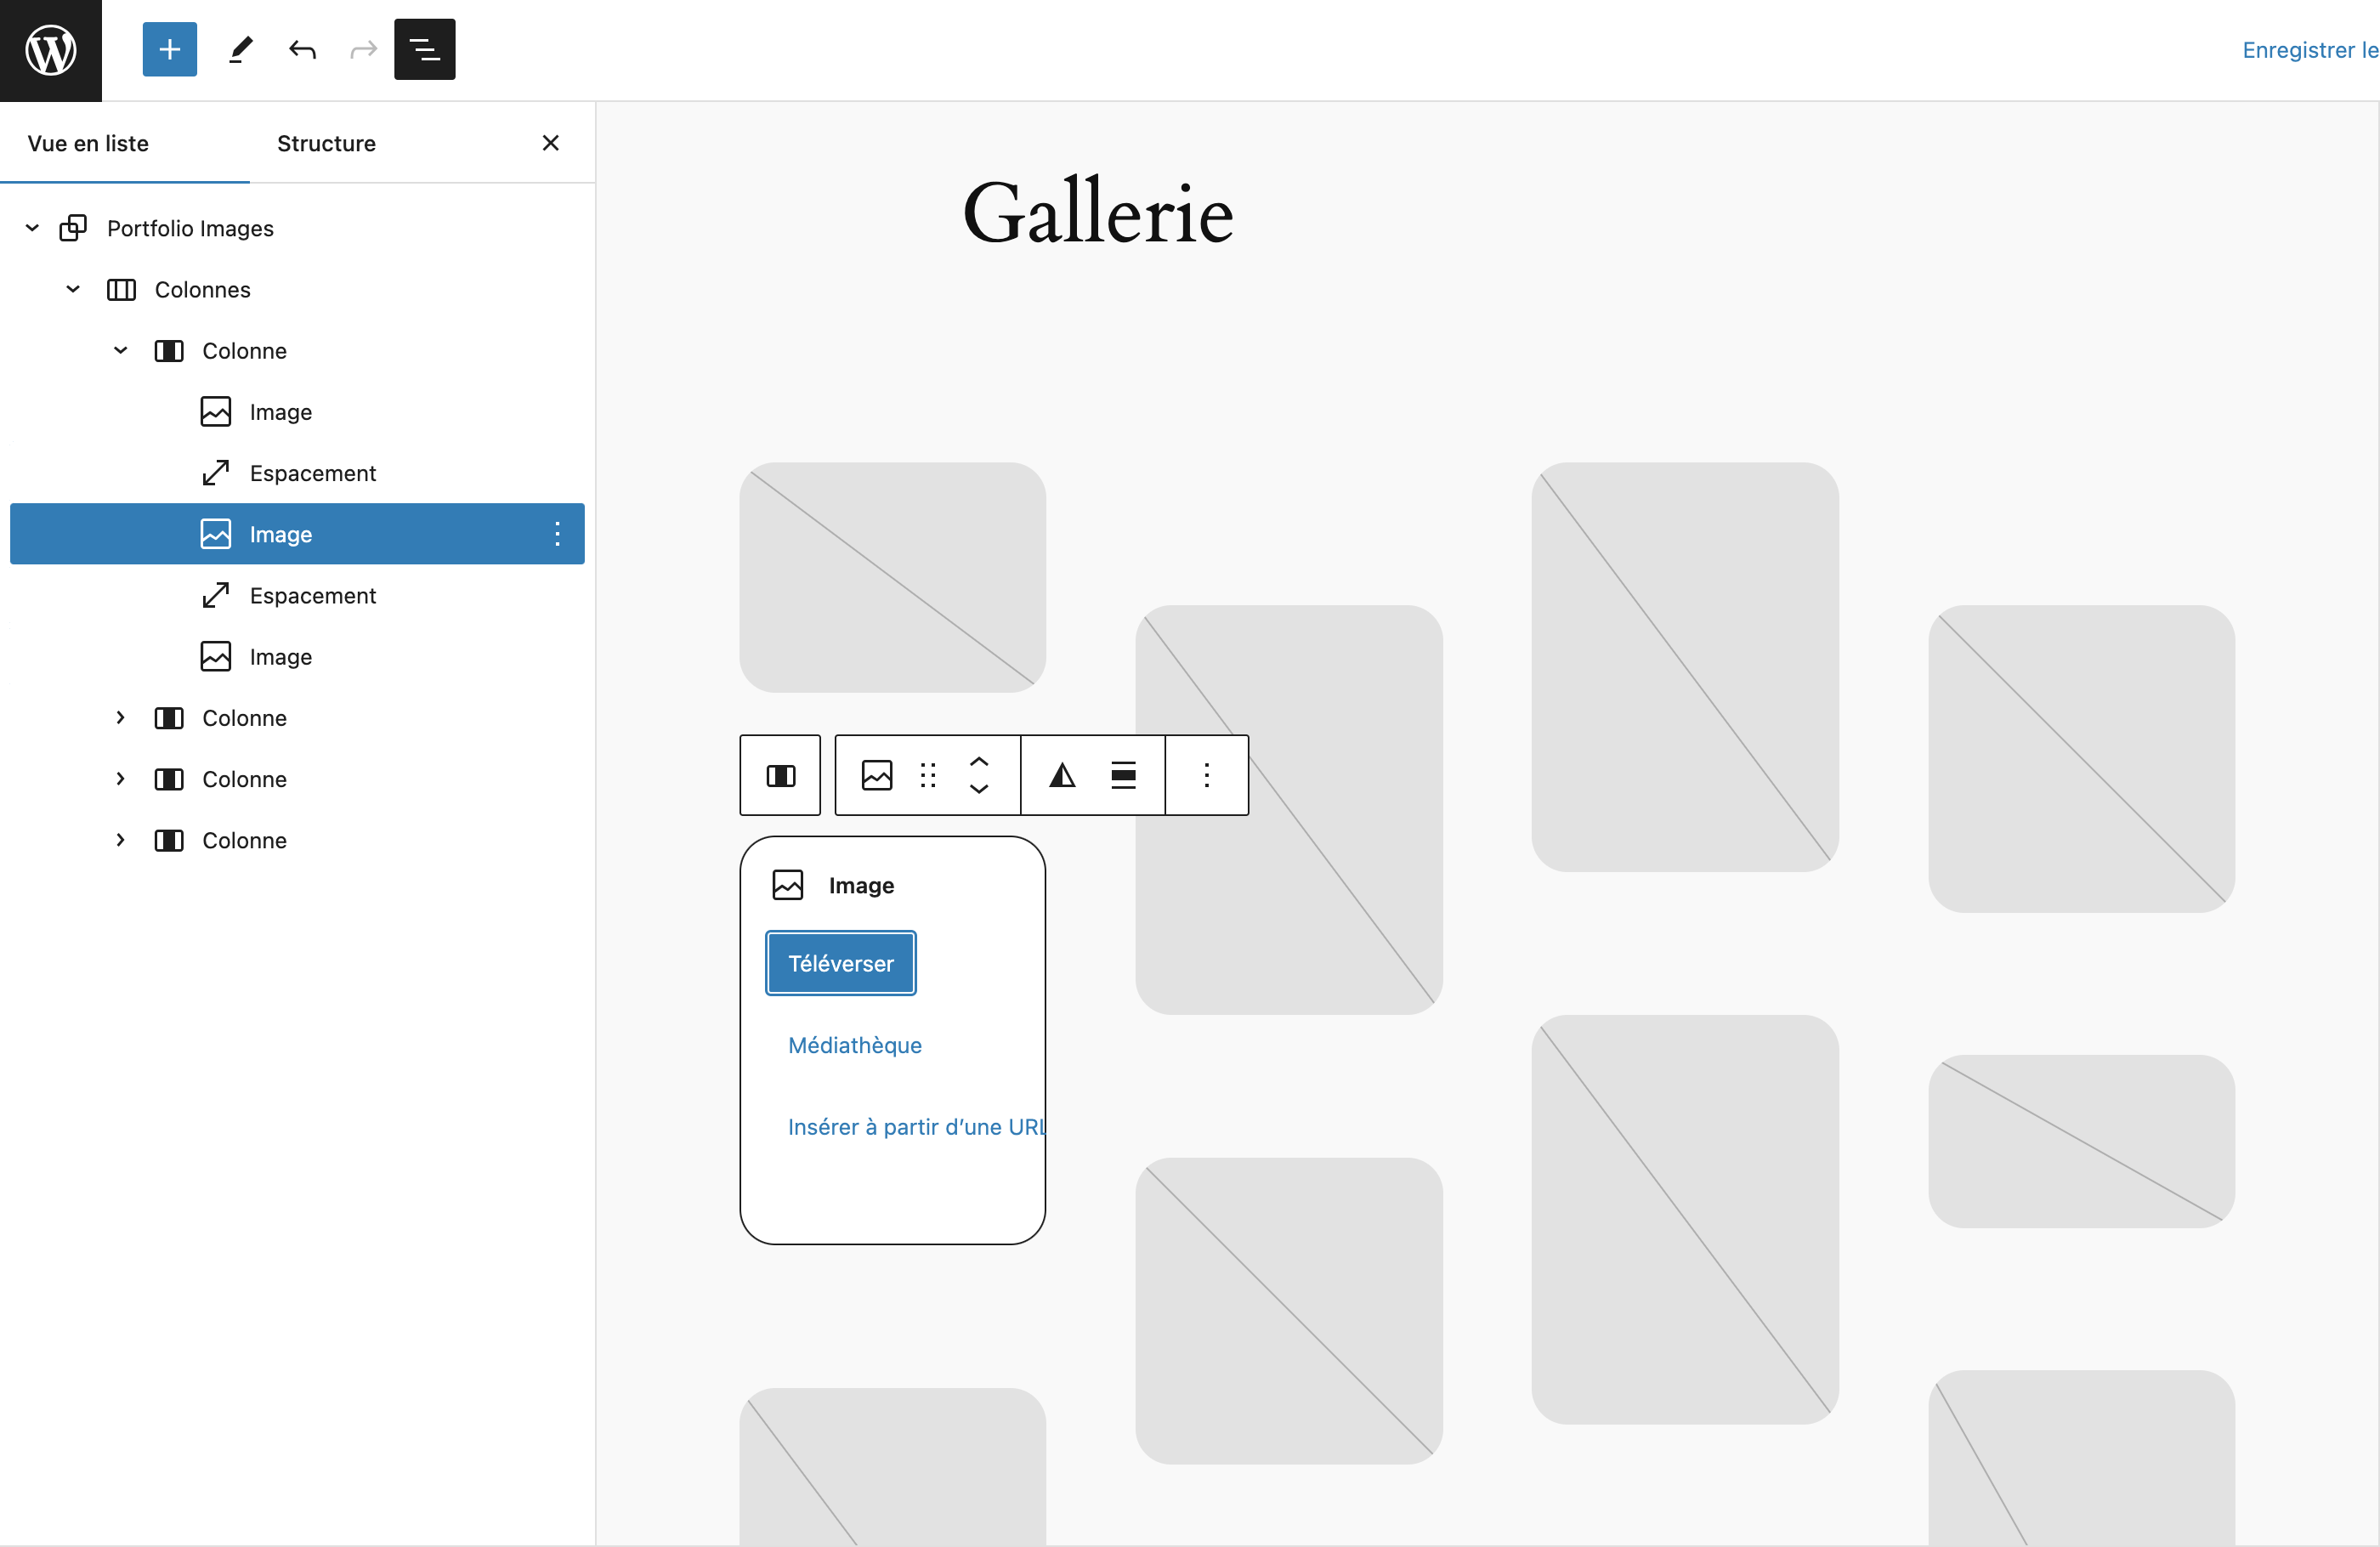 Enregistrer le
Vue en liste
Structure
Portfolio Images
Colonnes
Colonne
Image
Espacement
Image
Espacement
Image
Colonne
Colonne
Colonne
Gallerie
Image
Téléverser
Médiathèque
Insérer à partir d’une URL